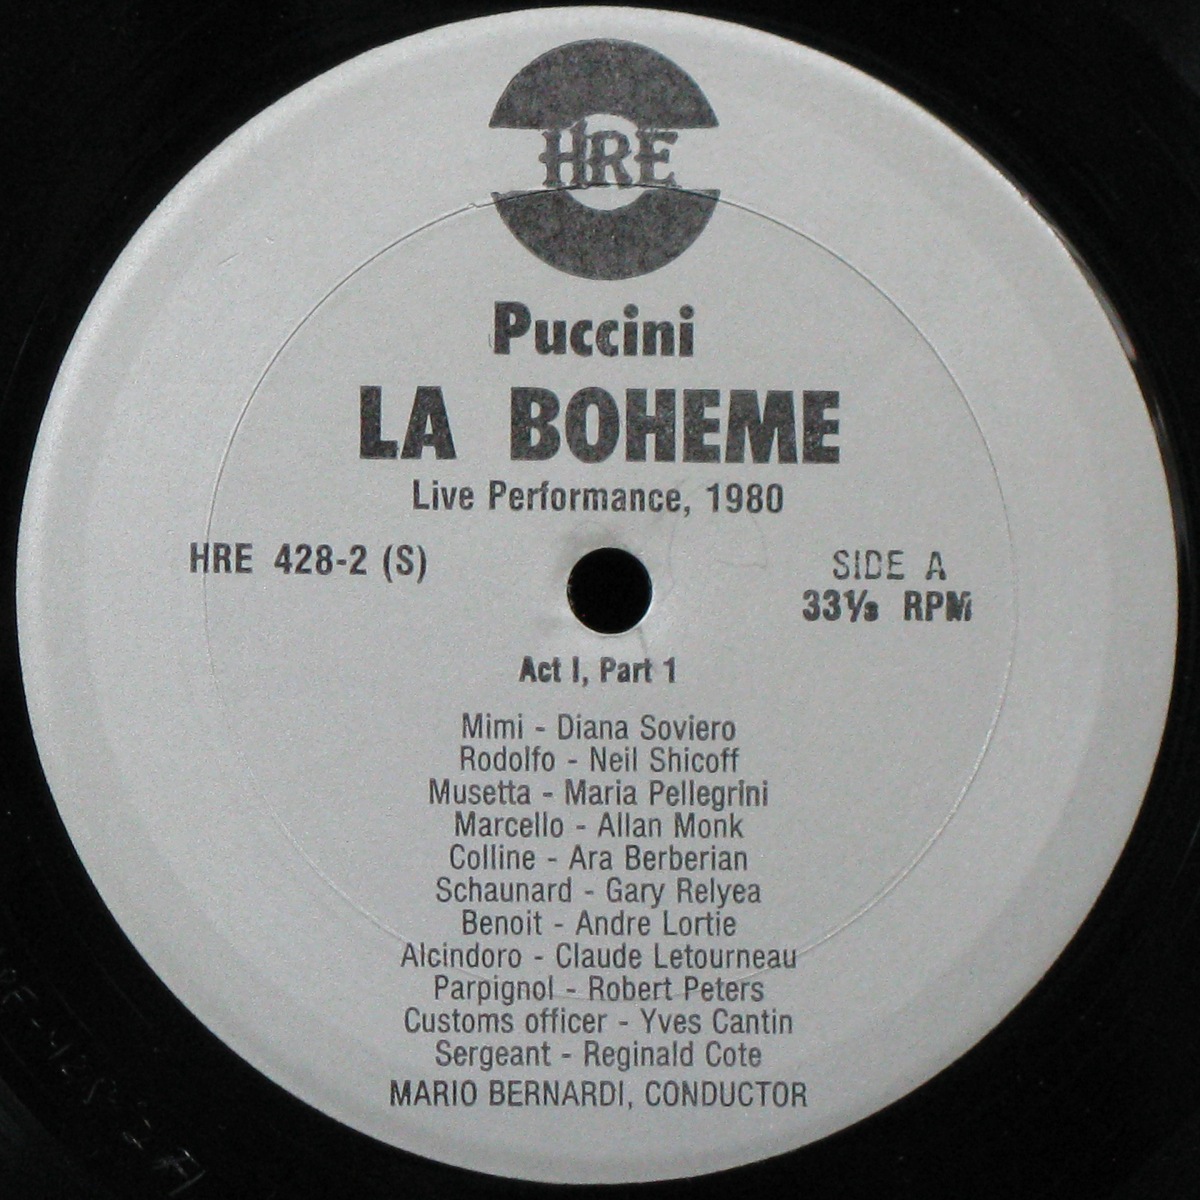 HRE
Puccini
LA BOHEME
Live Performance, 1980
HRE 428-2 (S)
SIDE A
33⅓ RPM
Act I, Part 1
Mimi - Diana Soviero
Rodolfo - Neil Shicoff
Musetta - Maria Pellegrini
Marcello - Allan Monk
Colline - Ara Berberian
Schaunard - Gary Relyea
Benoit - Andre Lortie
Alcindoro - Claude Letourneau
Parpignol - Robert Peters
Customs officer - Yves Cantin
Sergeant - Reginald Cote
MARIO BERNARDI, CONDUCTOR